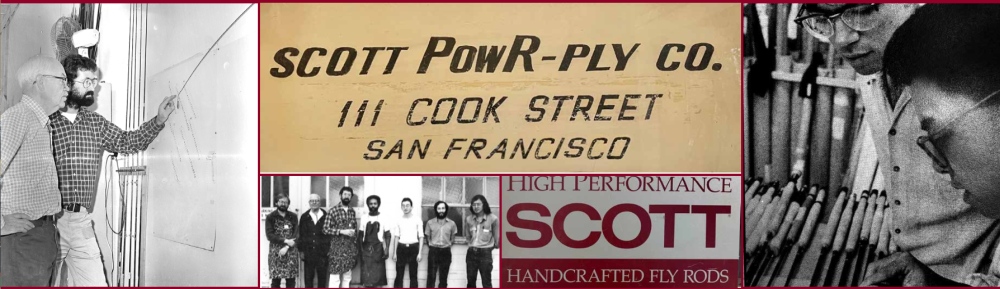 SCOTT POWR-PLY CO.
111 COOK STREET
SAN FRANCISCO
HIGH PERFORMANCE
SCOTT
HANDCRAFTED FLY RODS